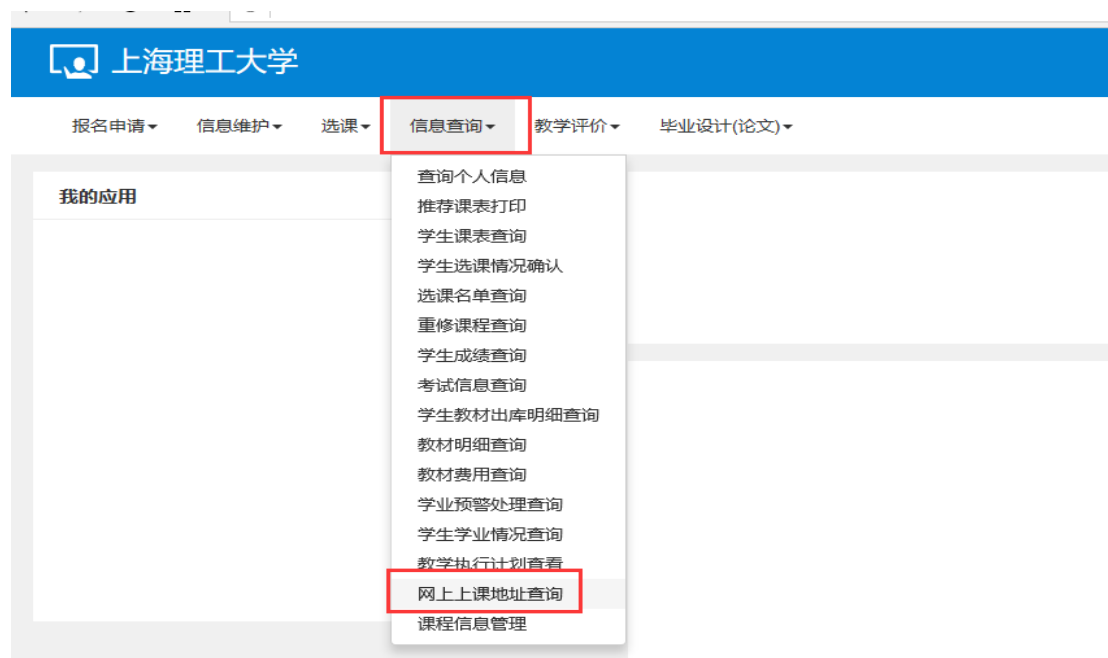 上海理工大学
报名申请 信息维护 选课 信息查询 教学评价 毕业设计(论文)
我的应用
查询个人信息
推荐课表打印
学生课表查询
学生选课情况确认
选课名单查询
重修课程查询
学生成绩查询
考试信息查询
学生教材出库明细查询
教材明细查询
教材费用查询
学业预警处理查询
学生学业情况查询
教学执行计划查看
网上上课地址查询
课程信息管理